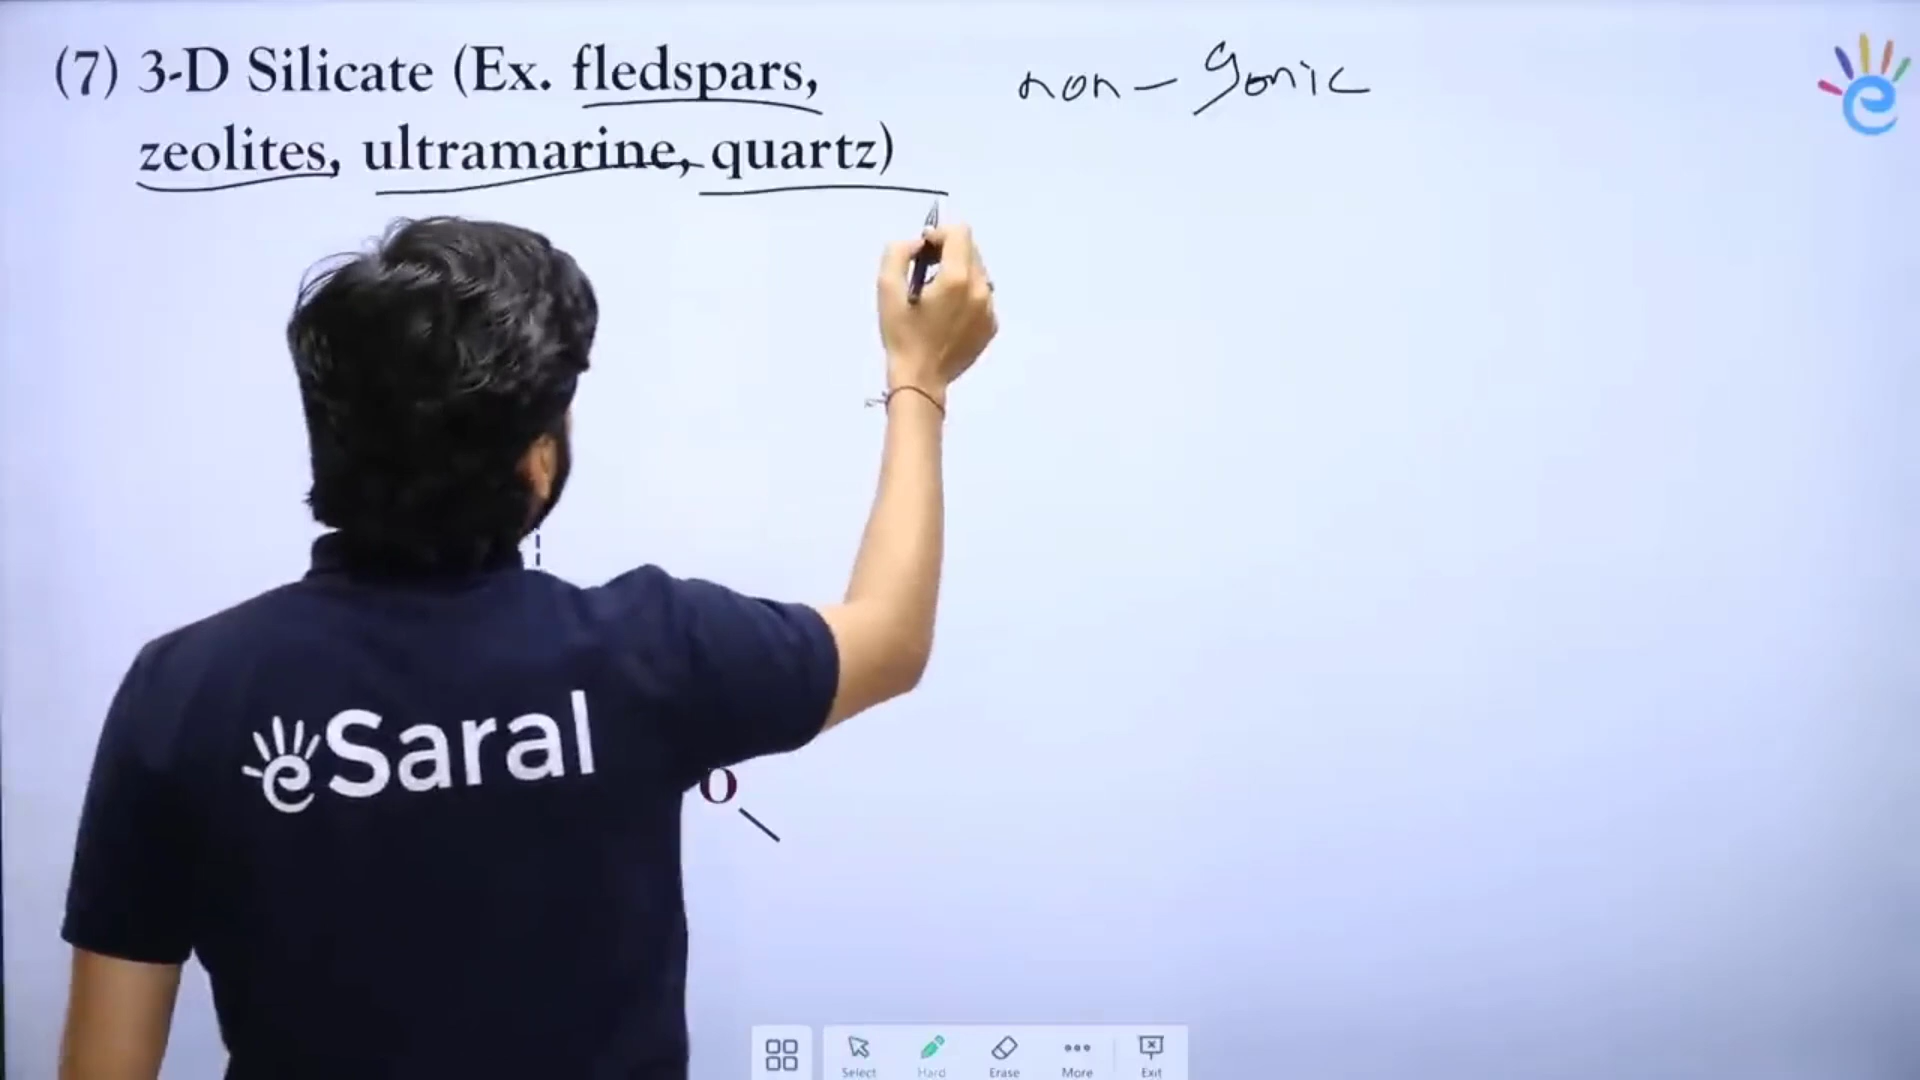 (7) 3-D Silicate (Ex. fledspars,
zeolites, ultramarine, quartz)
non-Ionic
eSaral
O
Select
Hard
Erase
More
Exit